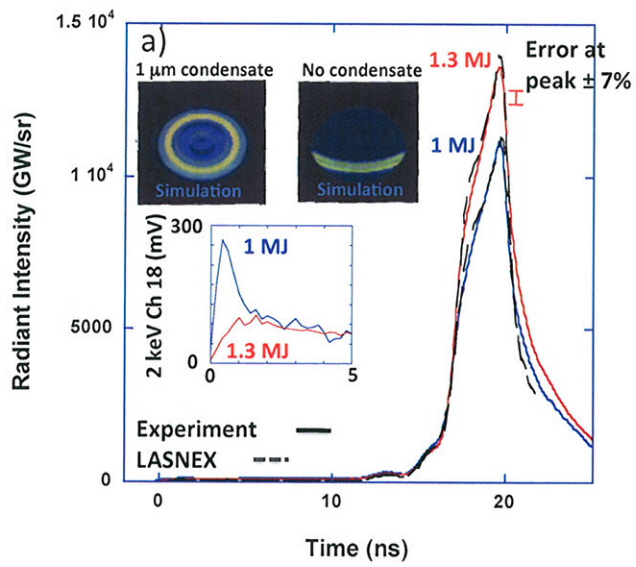 1.5 10⁴
a)
1 µm condensate
No condensate
Simulation
Simulation
1.3 MJ
Error at
peak ± 7%
1 MJ
1 10⁴
Radiant Intensity (GW/sr)
300
2 keV Ch 18 (mV)
1 MJ
1.3 MJ
0
0
5
5000
Experiment
LASNEX
0
0
10
20
Time (ns)